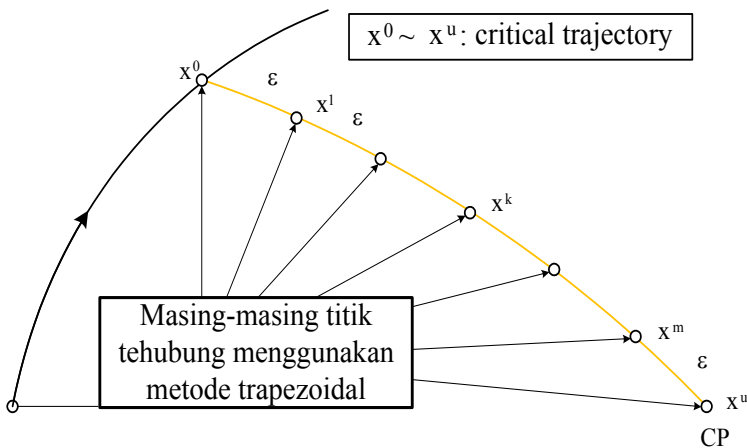 x⁰ ~ xᵘ: critical trajectory
x⁰
ε
x¹
ε
xᵏ
Masing-masing titik
tehubung menggunakan
metode trapezoidal
xᵐ
ε
xᵘ
CP